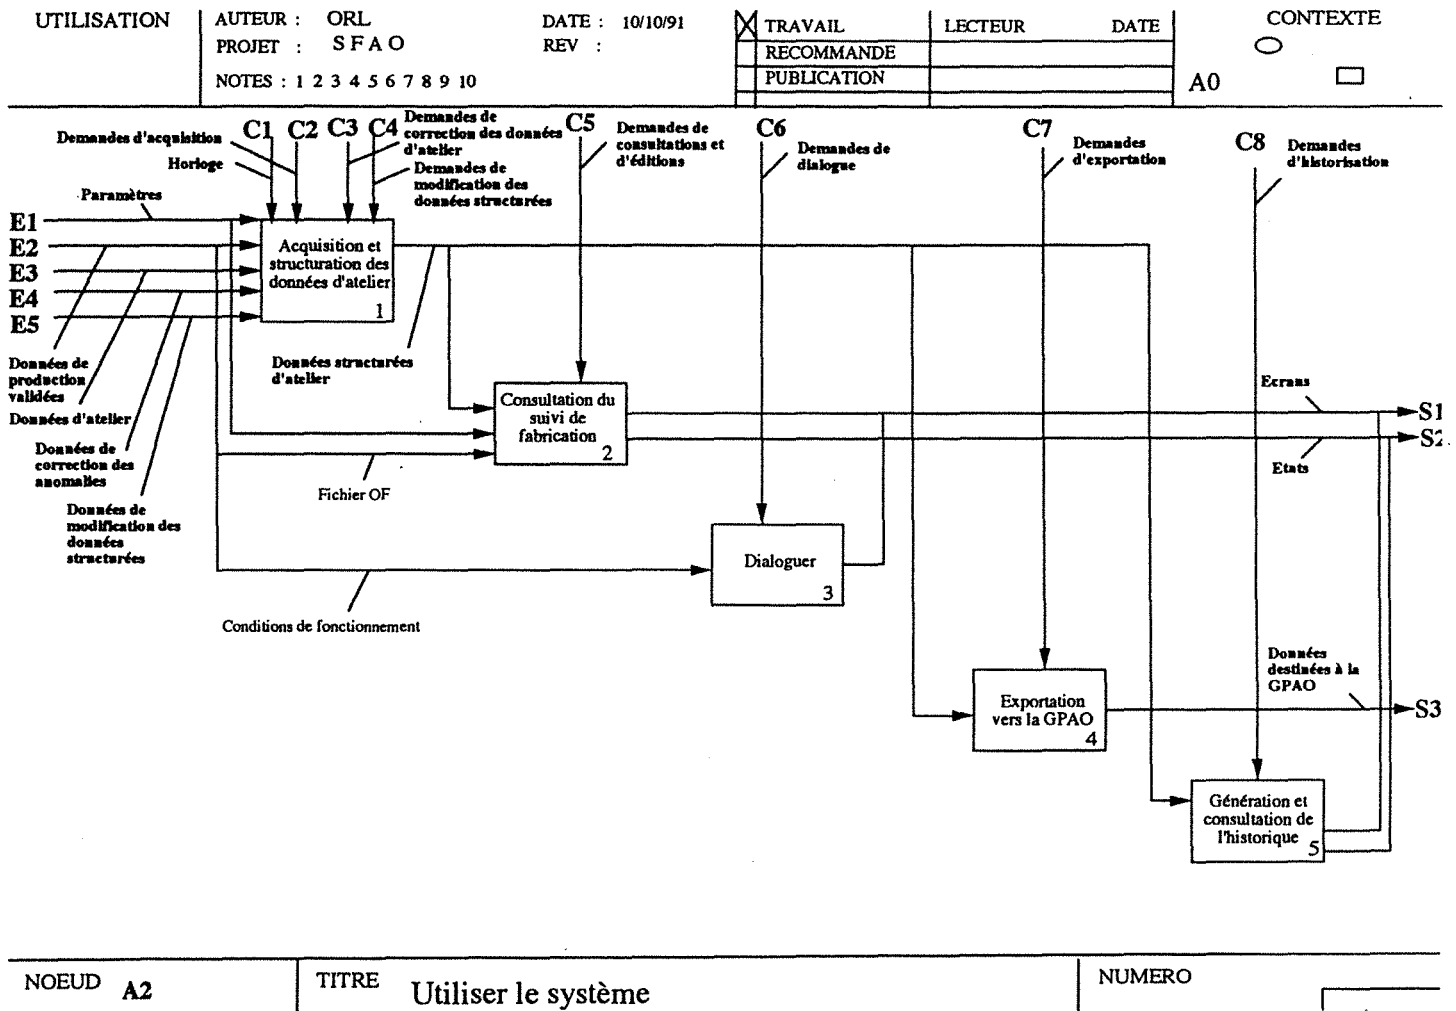 UTILISATION
AUTEUR : ORL
DATE : 10/10/91
PROJET : S F A O
REV :
NOTES : 1 2 3 4 5 6 7 8 9 10
TRAVAIL
LECTEUR DATE
RECOMMANDE
PUBLICATION
CONTEXTE
A0
C1 C2 C3 C4 C5 C6 C7 C8
Demandes d'acquisition
Horloge
Demandes de
correction des données
d'atelier
Demandes de
modification des
données structurées
Demandes de
consultations et
d'éditions
Demandes de
dialogue
Demandes
d'exportation
Demandes
d'historisation
Paramètres
E1
E2
E3
E4
E5
Acquisition et
structuration des
données d'atelier
1
Données de
production
validées
Données d'atelier
Données de
correction des
anomalies
Données de
modification des
données
structurées
Données structurées
d'atelier
Consultation du
suivi de
fabrication
2
Fichier OF
Ecrans
S1
S2
Etats
Dialoguer
3
Conditions de fonctionnement
Données
destinées à la
GPAO
S3
Exportation
vers la GPAO
4
Génération et
consultation de
l'historique
5
NOEUD A2
TITRE Utiliser le système
NUMERO